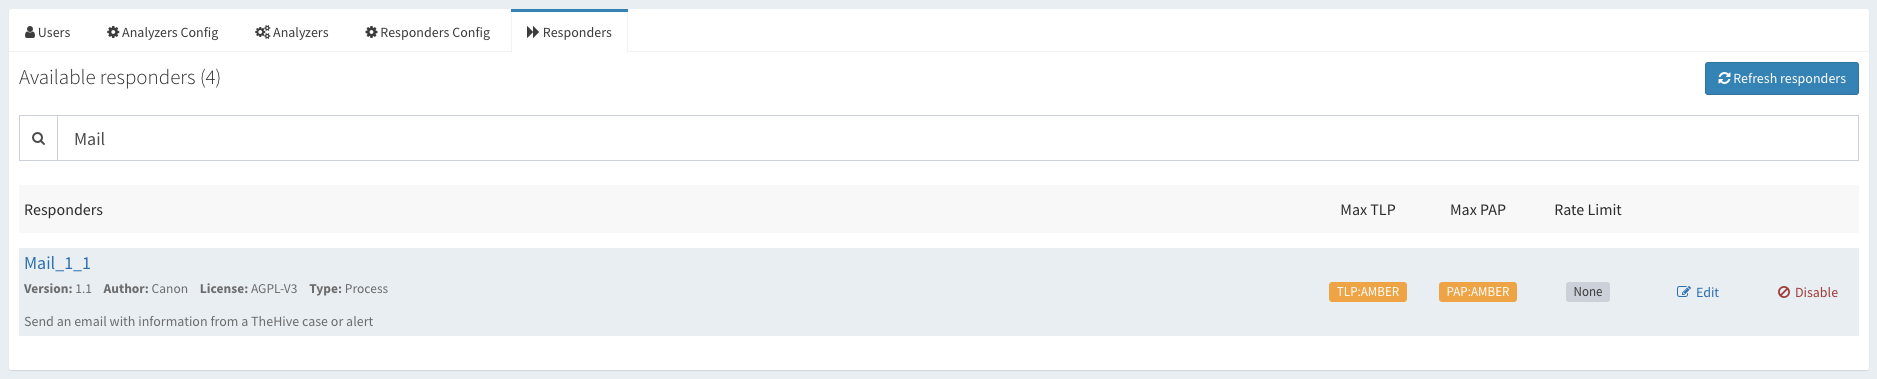 Users Analyzers Config Analyzers Responders Config Responders
Available responders (4) Refresh responders
Mail
Responders Max TLP Max PAP Rate Limit
Mail_1_1
Version: 1.1 Author: Canon License: AGPL-V3 Type: Process TLP:AMBER PAP:AMBER None Edit Disable
Send an email with information from a TheHive case or alert